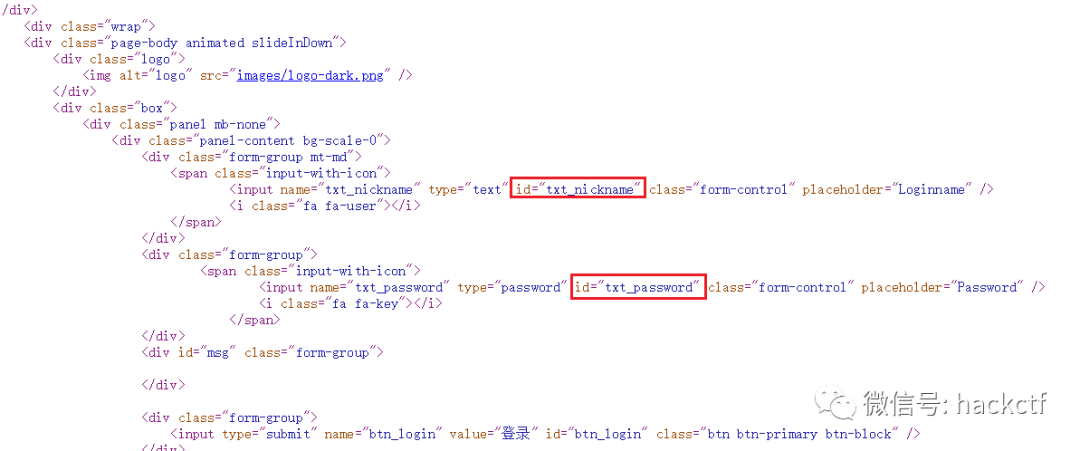 /div>
<div class="wrap">
<div class="page-body animated slideInDown">
<div class="logo">
<img alt="logo" src="images/logo-dark.png" />
</div>
<div class="box">
<div class="panel mb-none">
<div class="panel-content bg-scale-0">
<div class="form-group mt-md">
<span class="input-with-icon">
<input name="txt_nickname" type="text" id="txt_nickname" class="form-control" placeholder="Loginname" />
<i class="fa fa-user"></i>
</span>
</div>
<div class="form-group">
<span class="input-with-icon">
<input name="txt_password" type="password" id="txt_password" class="form-control" placeholder="Password" />
<i class="fa fa-key"></i>
</span>
</div>
<div id="msg" class="form-group">
</div>
<div class="form-group">
<input type="submit" name="btn_login" value="登录" id="btn_login" class="btn btn-primary btn-block" />
</div>
微信号: hackctf